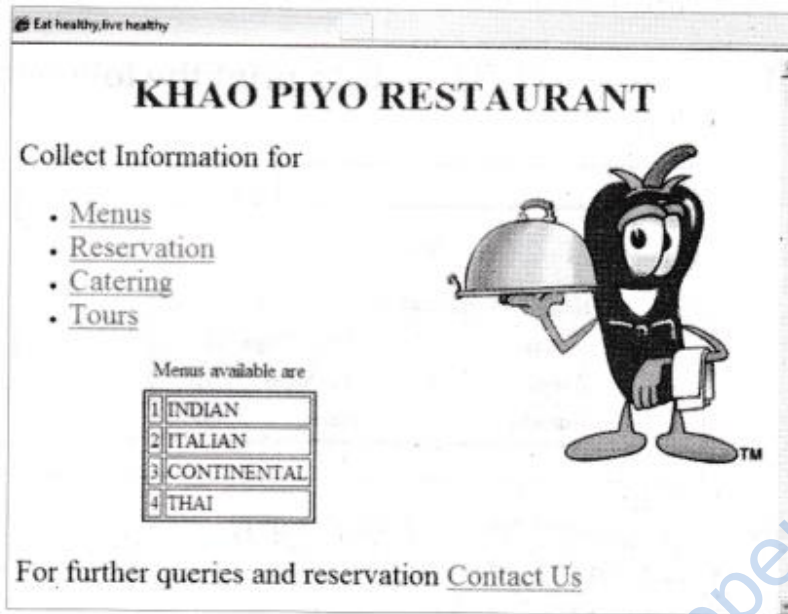 Eat healthy,live healthy
KHAO PIYO RESTAURANT
Collect Information for
• Menus
• Reservation
• Catering
• Tours
Menus available are
1 INDIAN
2 ITALIAN
3 CONTINENTAL
4 THAI
TM
For further queries and reservation Contact Us